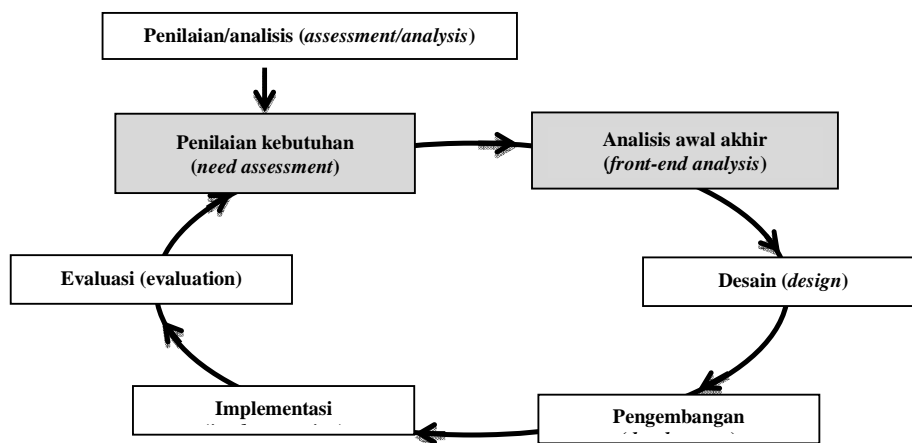 Penilaian/analisis (assessment/analysis)
Penilaian kebutuhan
(need assessment)
Analisis awal akhir
(front-end analysis)
Evaluasi (evaluation)
Desain (design)
Implementasi
Pengembangan